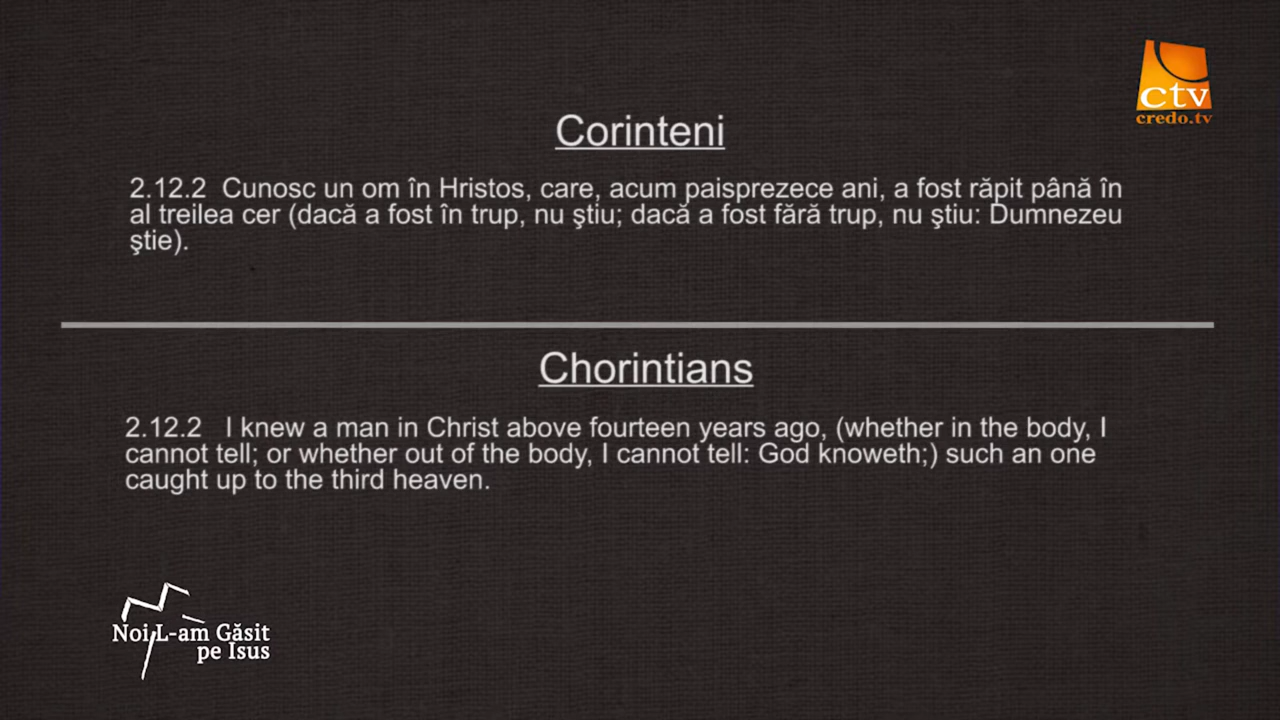 ctv
credo.tv
Corinteni
2.12.2 Cunosc un om în Hristos, care, acum paisprezece ani, a fost răpit până în
al treilea cer (dacă a fost în trup, nu ştiu; dacă a fost fără trup, nu ştiu: Dumnezeu
ştie).
Chorintians
2.12.2 I knew a man in Christ above fourteen years ago, (whether in the body, I
cannot tell; or whether out of the body, I cannot tell: God knoweth;) such an one
caught up to the third heaven.
Noi L-am Găsit
pe Isus